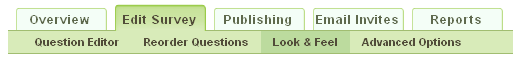 Overview Edit Survey Publishing Email Invites Reports
Question Editor Reorder Questions Look & Feel Advanced Options